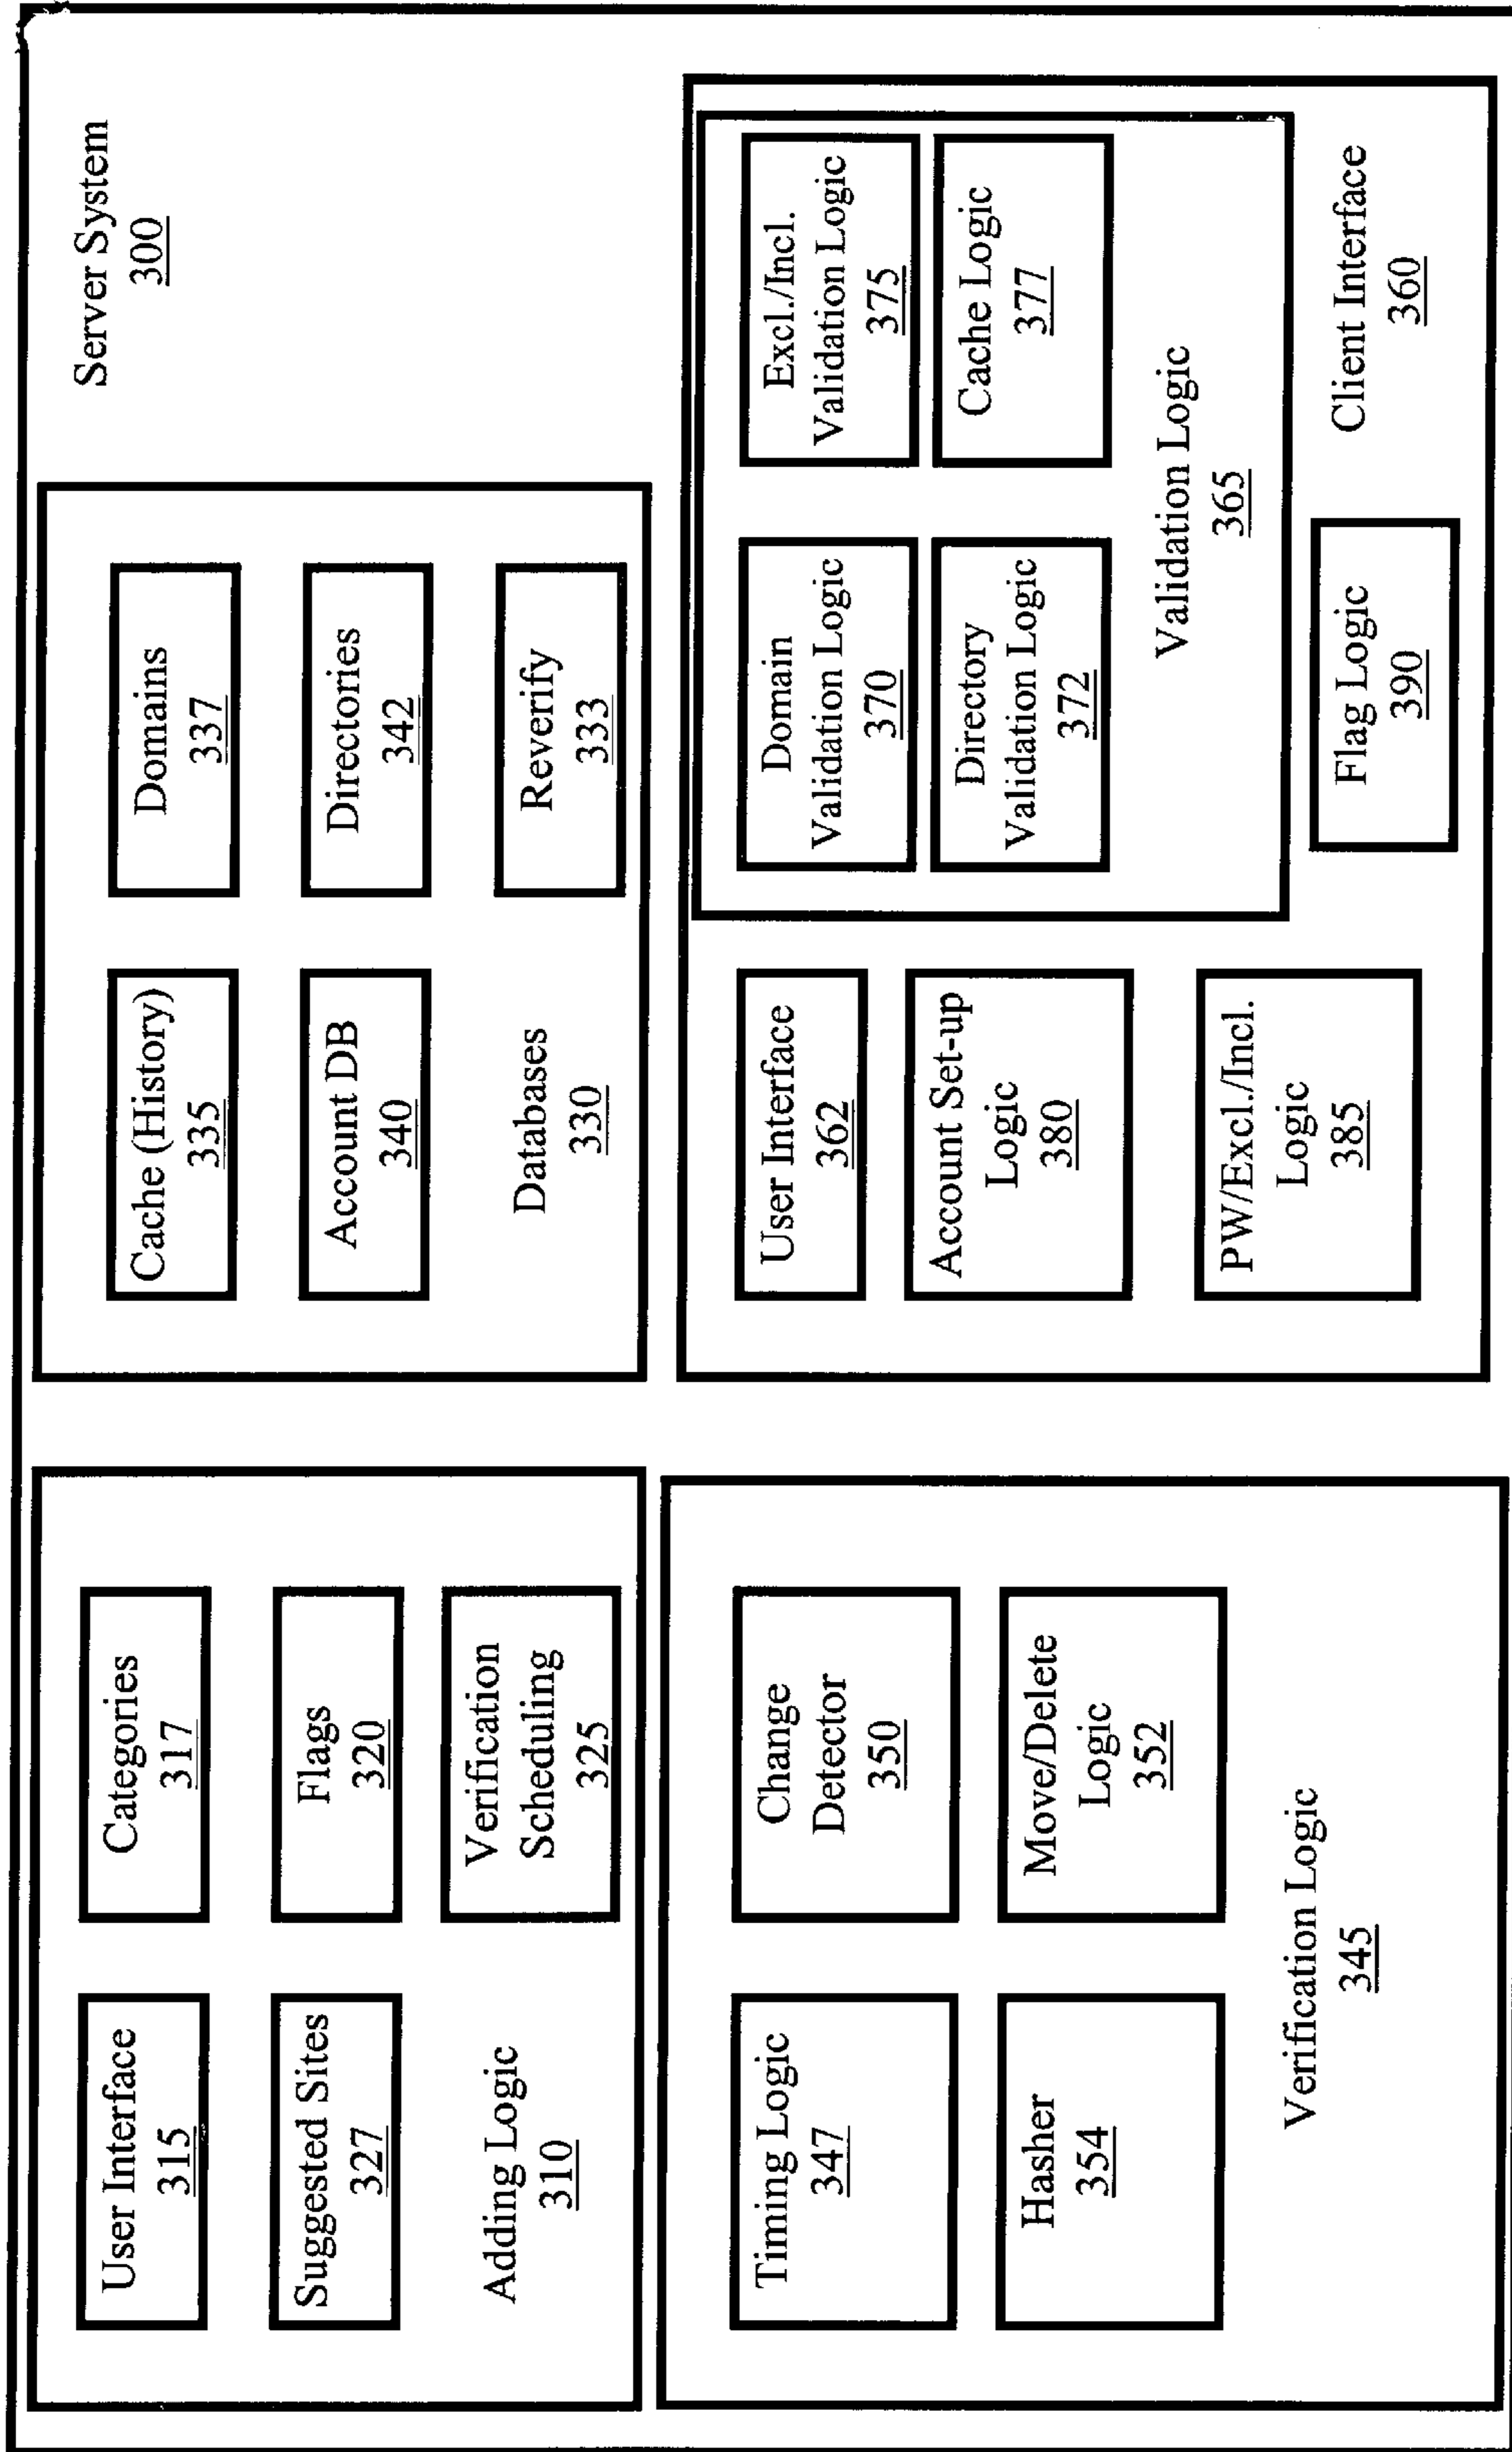 Server System
300
User Interface
315
Categories
317
Suggested Sites
327
Flags
320
Verification
Scheduling
325
Adding Logic
310
Cache (History)
335
Domains
337
Account DB
340
Directories
342
Reverify
333
Databases
330
Timing Logic
347
Change
Detector
350
Hasher
354
Move/Delete
Logic
352
Verification Logic
345
User Interface
362
Account Set-up
Logic
380
PW/Excl./Incl.
Logic
385
Domain
Validation Logic
370
Excl./Incl.
Validation Logic
375
Directory
Validation Logic
372
Cache Logic
377
Validation Logic
365
Flag Logic
390
Client Interface
360